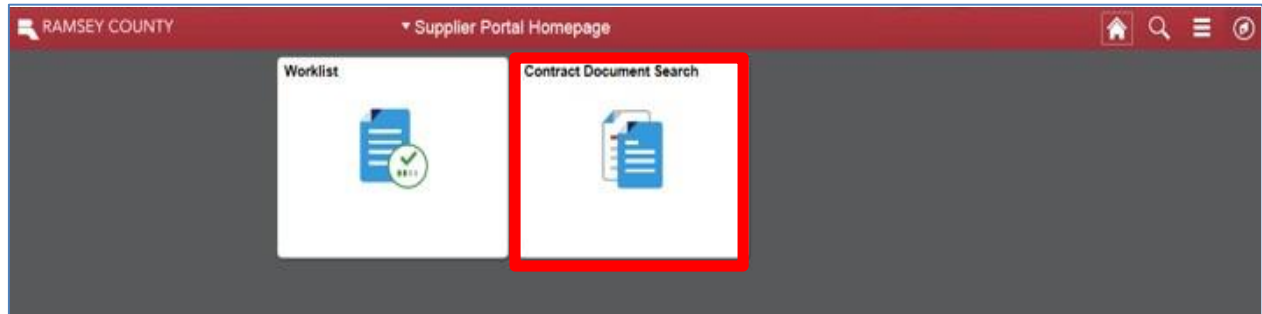 RAMSEY COUNTY
Supplier Portal Homepage
Worklist
Contract Document Search